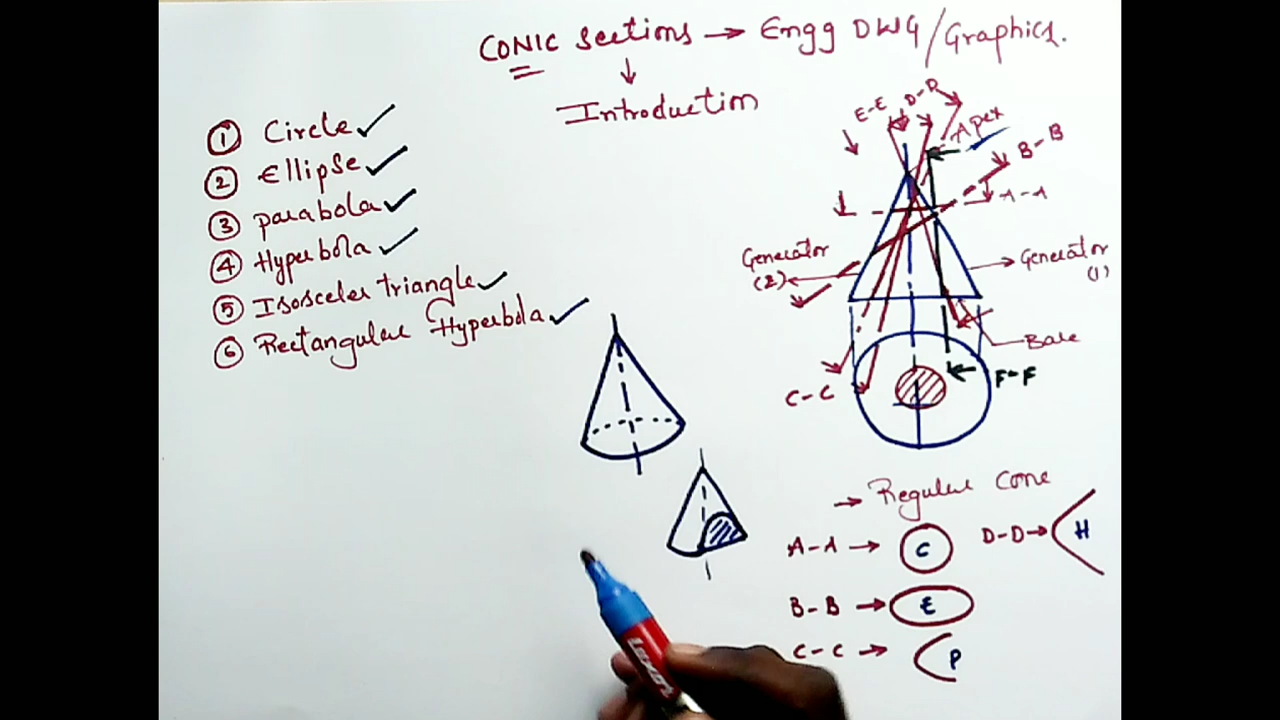 CONIC Sections → Engg DWG/Graphics.
↓
Introduction
① Circle ✓
② Ellipse ✓
③ parabola ✓
④ Hyperbola ✓
⑤ Isosceles triangle ✓
⑥ Rectangular Hyperbola ✓
E-E
D-D
Apex
B-B
A-A
Generator
(2)
Generator
(1)
Base
C-C
F-F
→ Regular Cone
A-A → C
D-D → H
B-B → E
C-C → P